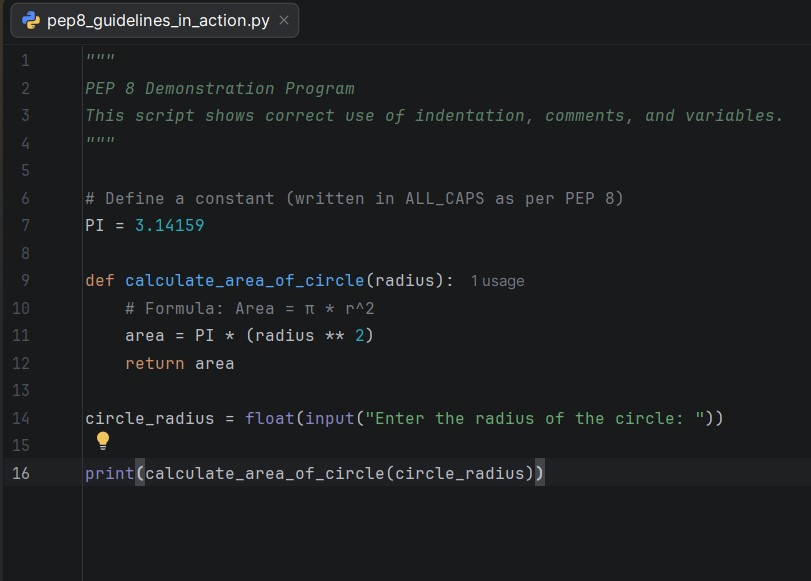 pep8_guidelines_in_action.py ×
1 """
2 PEP 8 Demonstration Program
3 This script shows correct use of indentation, comments, and variables.
4 """
5
6 # Define a constant (written in ALL_CAPS as per PEP 8)
7 PI = 3.14159
8
9 def calculate_area_of_circle(radius): 1 usage
10     # Formula: Area = π * r^2
11     area = PI * (radius ** 2)
12     return area
13
14 circle_radius = float(input("Enter the radius of the circle: "))
15
16 print(calculate_area_of_circle(circle_radius))